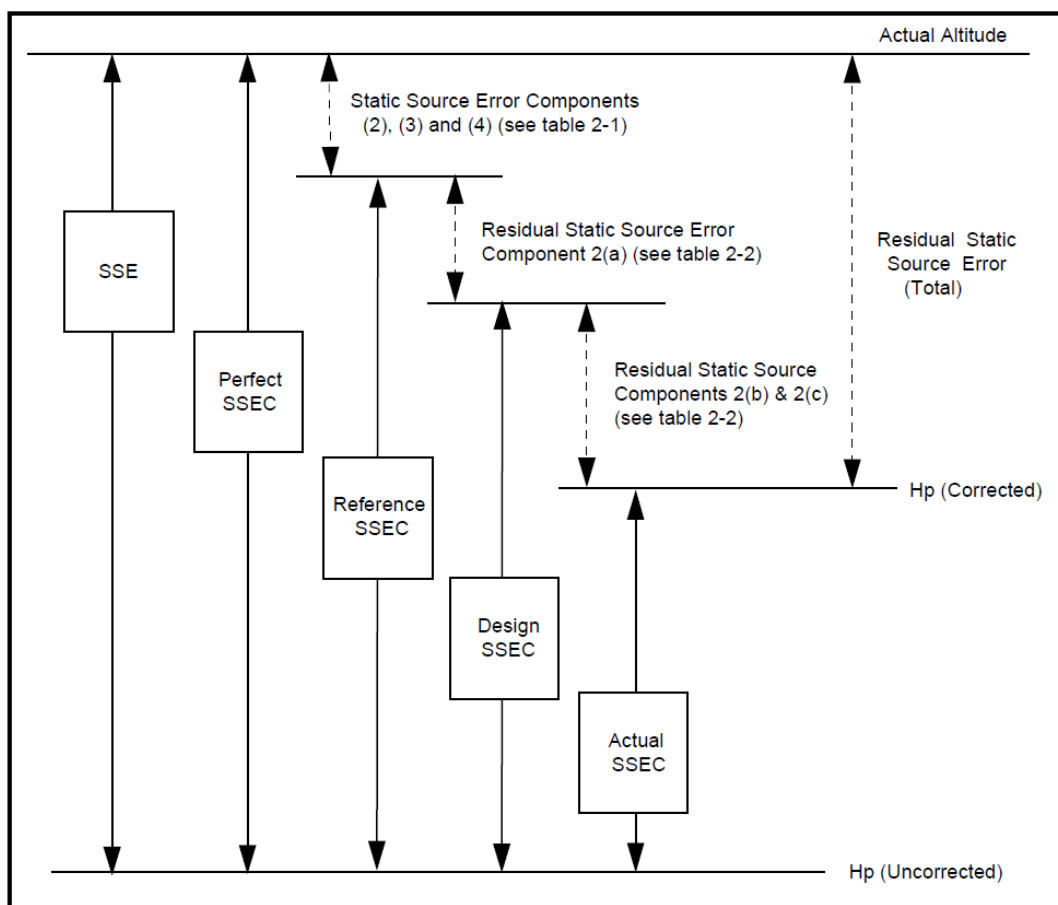 Actual Altitude
Static Source Error Components
(2), (3) and (4) (see table 2-1)
SSE
Residual Static Source Error
Component 2(a) (see table 2-2)
Residual Static
Source Error
(Total)
Perfect
SSEC
Residual Static Source
Components 2(b) & 2(c)
(see table 2-2)
Reference
SSEC
Hp (Corrected)
Design
SSEC
Actual
SSEC
Hp (Uncorrected)